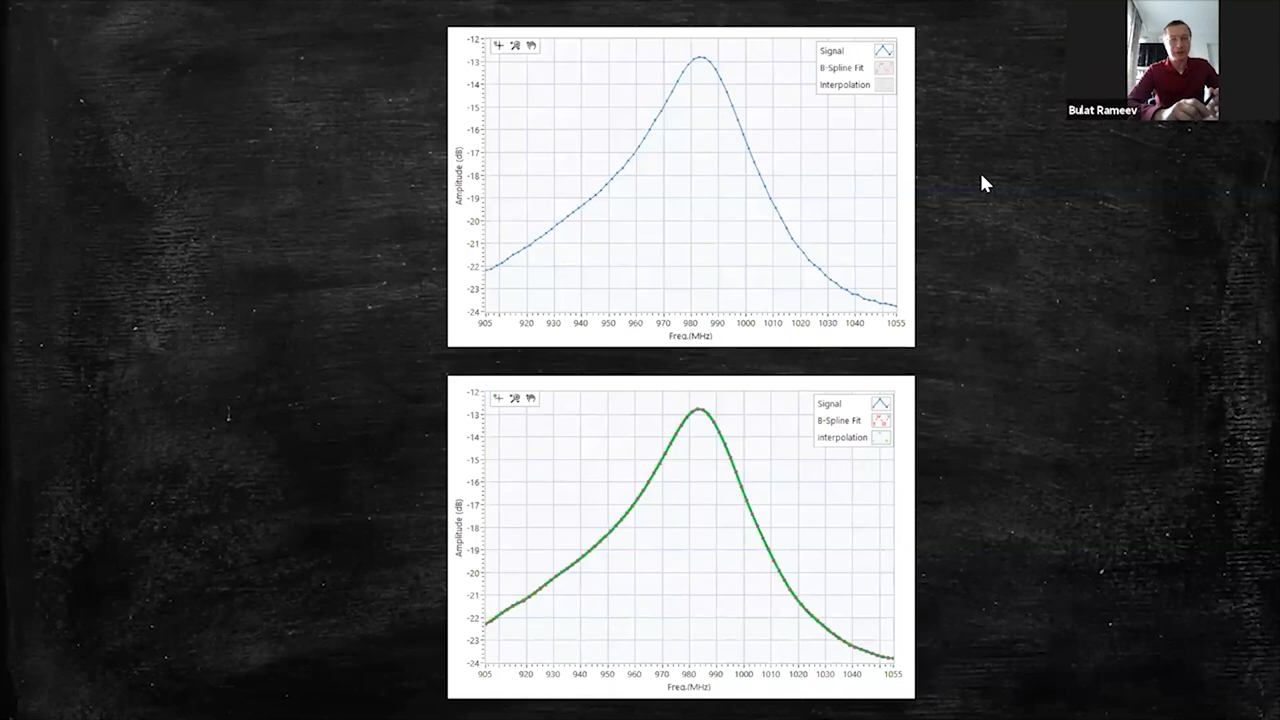 -12
-13
-14
-15
-16
-17
-18
-19
-20
-21
-22
-23
-24
Amplitude (dB)
Signal
B-Spline Fit
Interpolation
905 920 930 940 950 960 970 980 990 1000 1010 1020 1030 1040 1055
Freq.(MHz)
Bulat Rameev
-12
-13
-14
-15
-16
-17
-18
-19
-20
-21
-22
-23
-24
Amplitude (dB)
Signal
B-Spline Fit
Interpolation
905 920 930 940 950 960 970 980 990 1000 1010 1020 1030 1040 1055
Freq.(MHz)